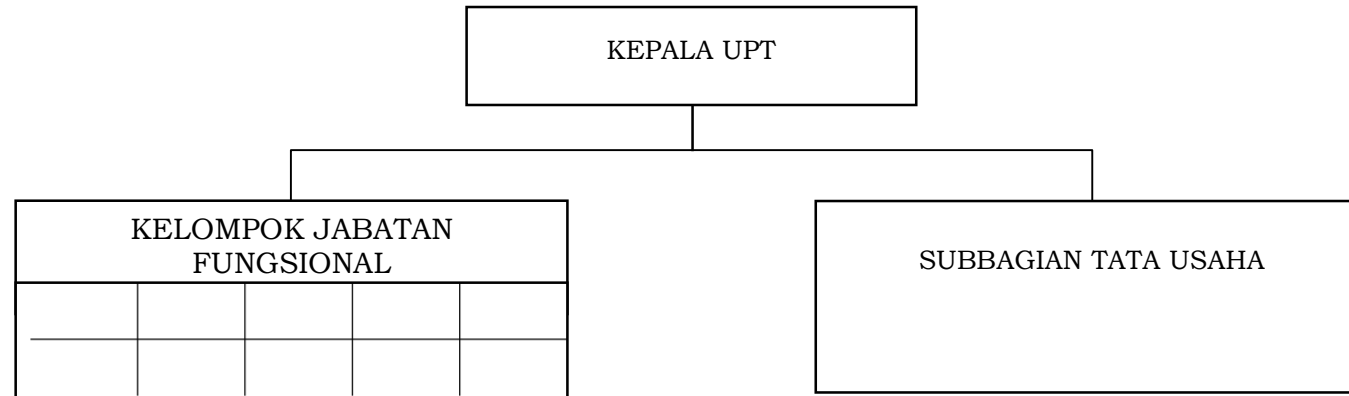 KEPALA UPT
KELOMPOK JABATAN
FUNGSIONAL
SUBBAGIAN TATA USAHA